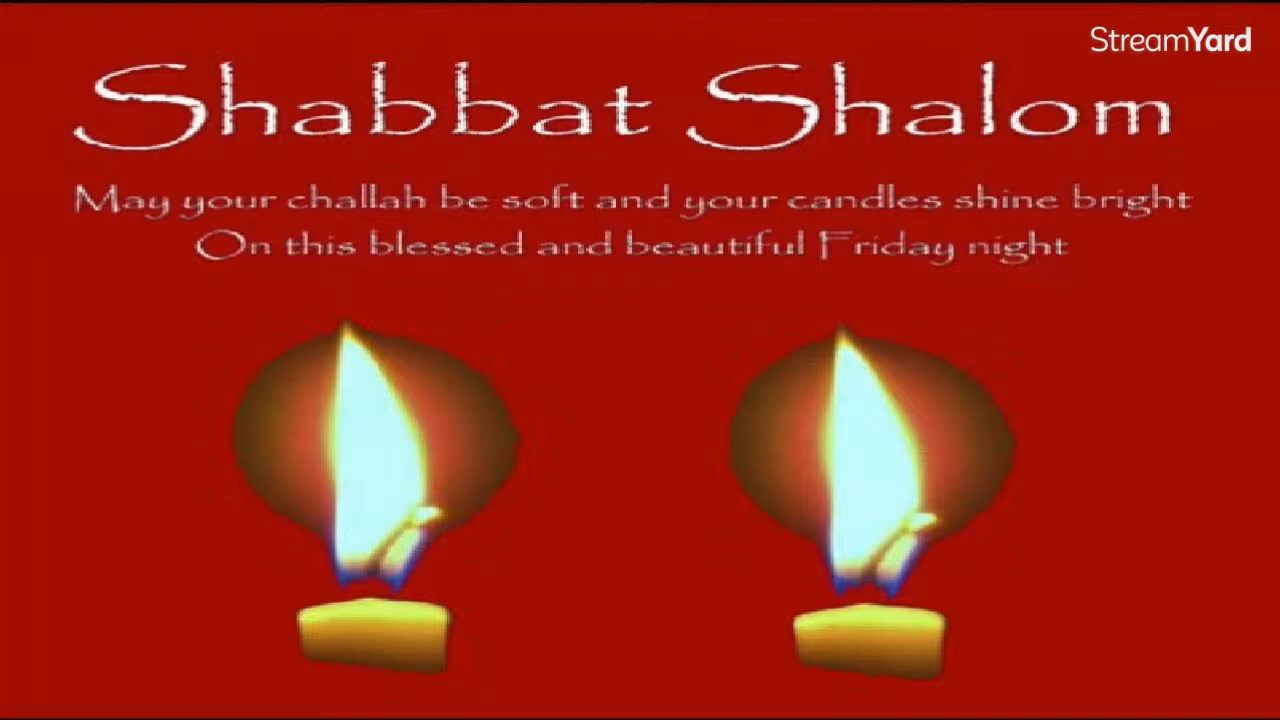 StreamYard
Shabbat Shalom
May your challah be soft and your candles shine bright
On this blessed and beautiful Friday night